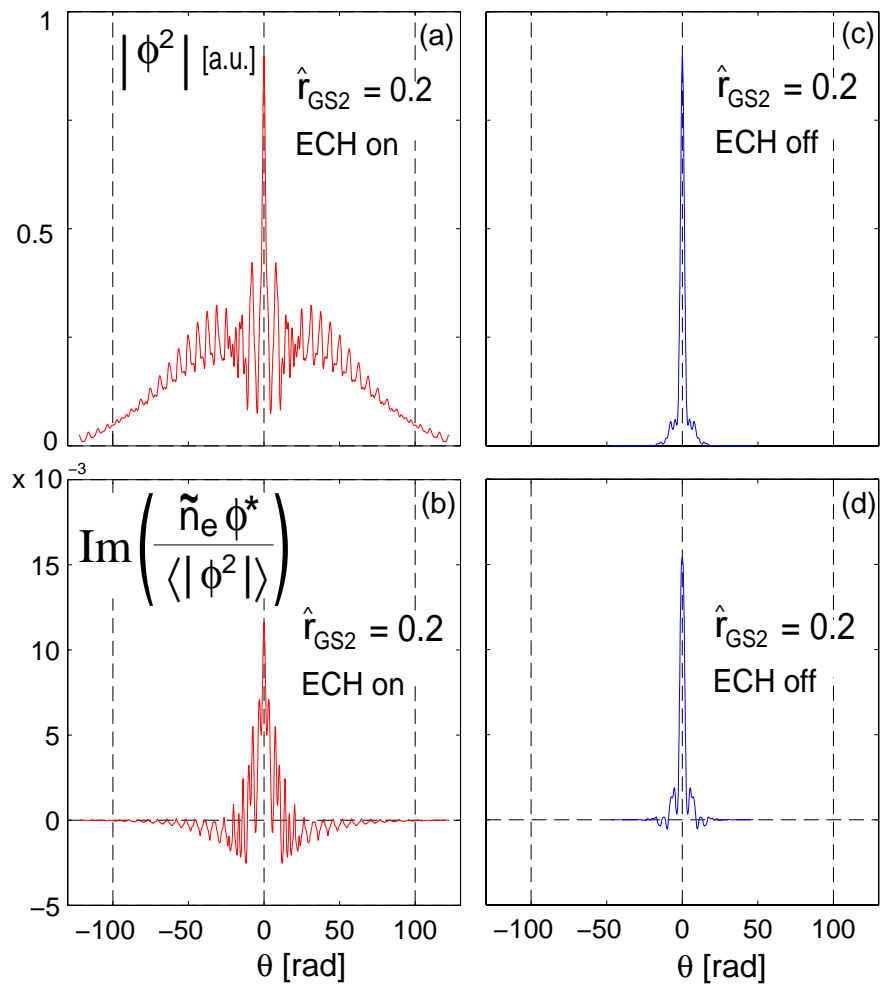 1
(a)
|ϕ²| [a.u.]
r̂GS2 = 0.2
ECH on
0.5
0
(c)
r̂GS2 = 0.2
ECH off
x 10⁻³
(b)
Im(ñₑ ϕ* / ⟨|ϕ²|⟩)
r̂GS2 = 0.2
ECH on
15
10
5
0
−5
−100 −50 0 50 100
θ [rad]
(d)
r̂GS2 = 0.2
ECH off
−100 −50 0 50 100
θ [rad]